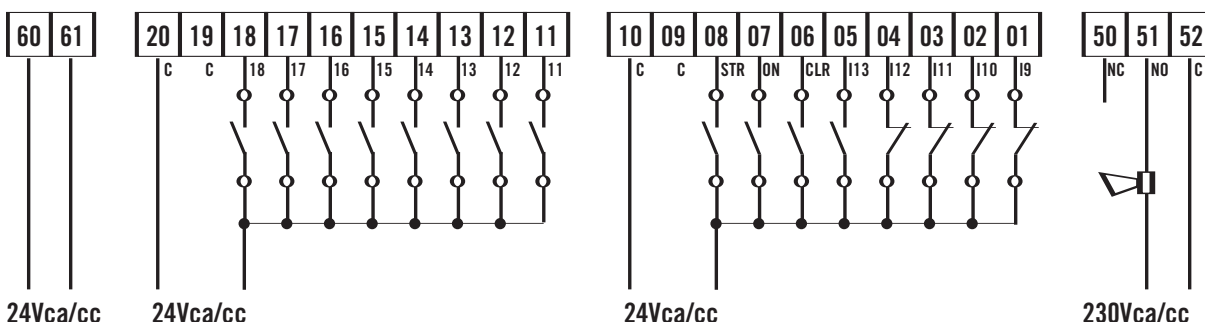 60 61 20 19 18 17 16 15 14 13 12 11 10 09 08 07 06 05 04 03 02 01 50 51 52
C C 18 17 16 15 14 13 12 11 C C STR ON CLR I13 I12 I11 I10 I9 NC NO C
24Vca/cc 24Vca/cc 24Vca/cc 230Vca/cc